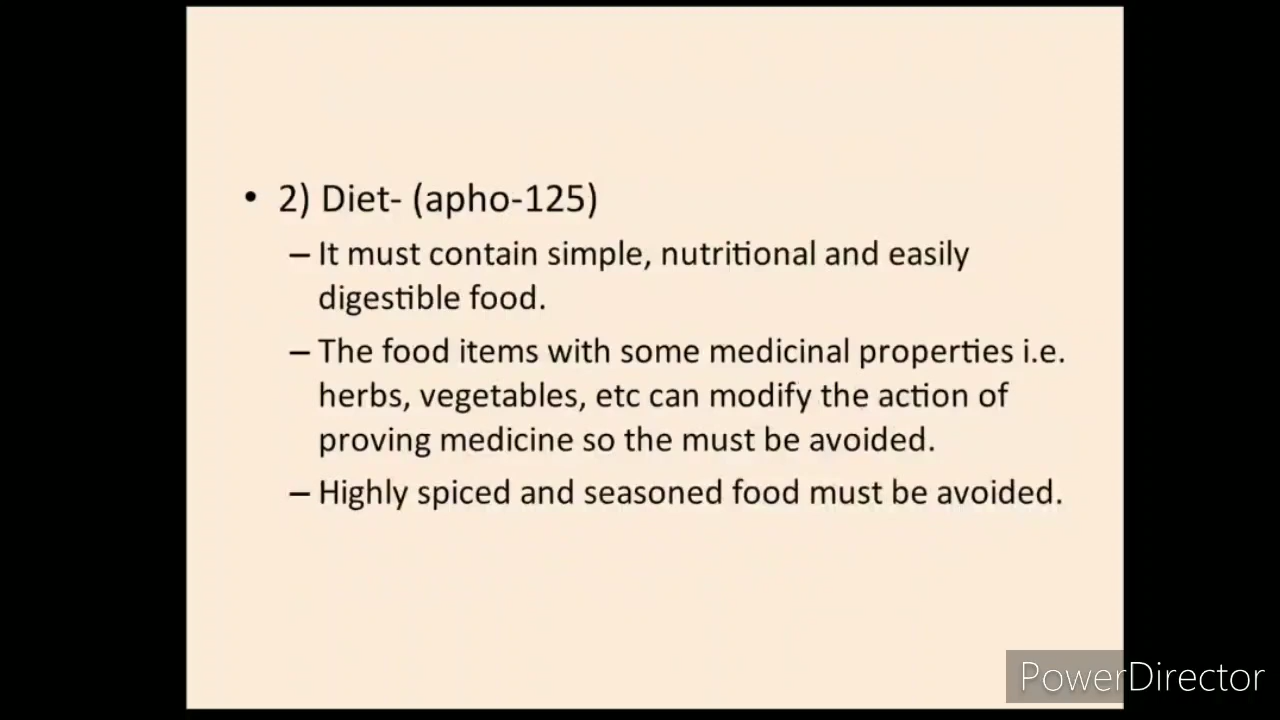 • 2) Diet- (apho-125)
– It must contain simple, nutritional and easily
digestible food.
– The food items with some medicinal properties i.e.
herbs, vegetables, etc can modify the action of
proving medicine so the must be avoided.
– Highly spiced and seasoned food must be avoided.
PowerDirector